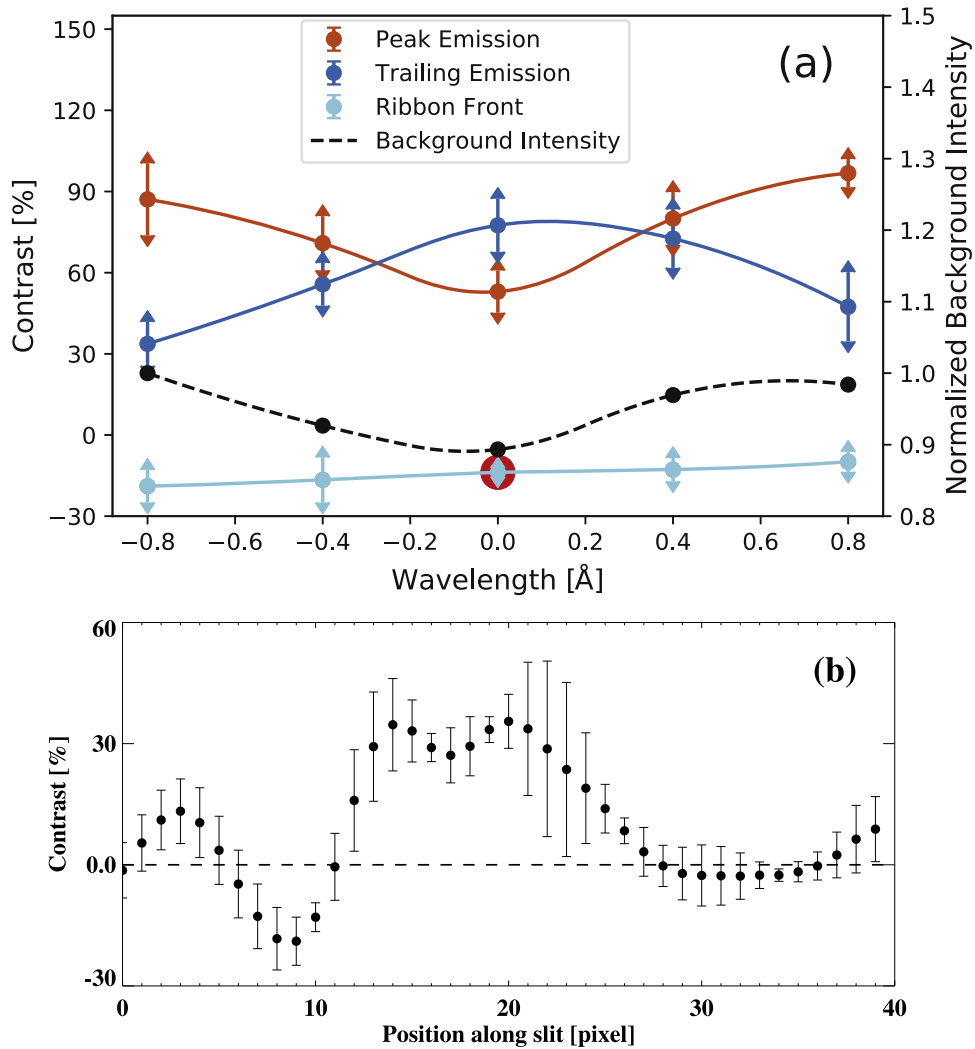 150
120
90
60
30
0
−30
Contrast [%]
Peak Emission
Trailing Emission
Ribbon Front
Background Intensity
(a)
1.5
1.4
1.3
1.2
1.1
1.0
0.9
0.8
Normalized Background Intensity
−0.8 −0.6 −0.4 −0.2 0.0 0.2 0.4 0.6 0.8
Wavelength [Å]
60
30
0.0
-30
Contrast [%]
(b)
0 10 20 30 40
Position along slit [pixel]